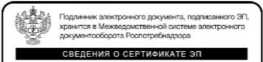 Подлинник электронного документа, подписанного ЭП,
хранится в Межведомственной системе электронного
документооборота Роспотребнадзора
СВЕДЕНИЯ О СЕРТИФИКАТЕ ЭП